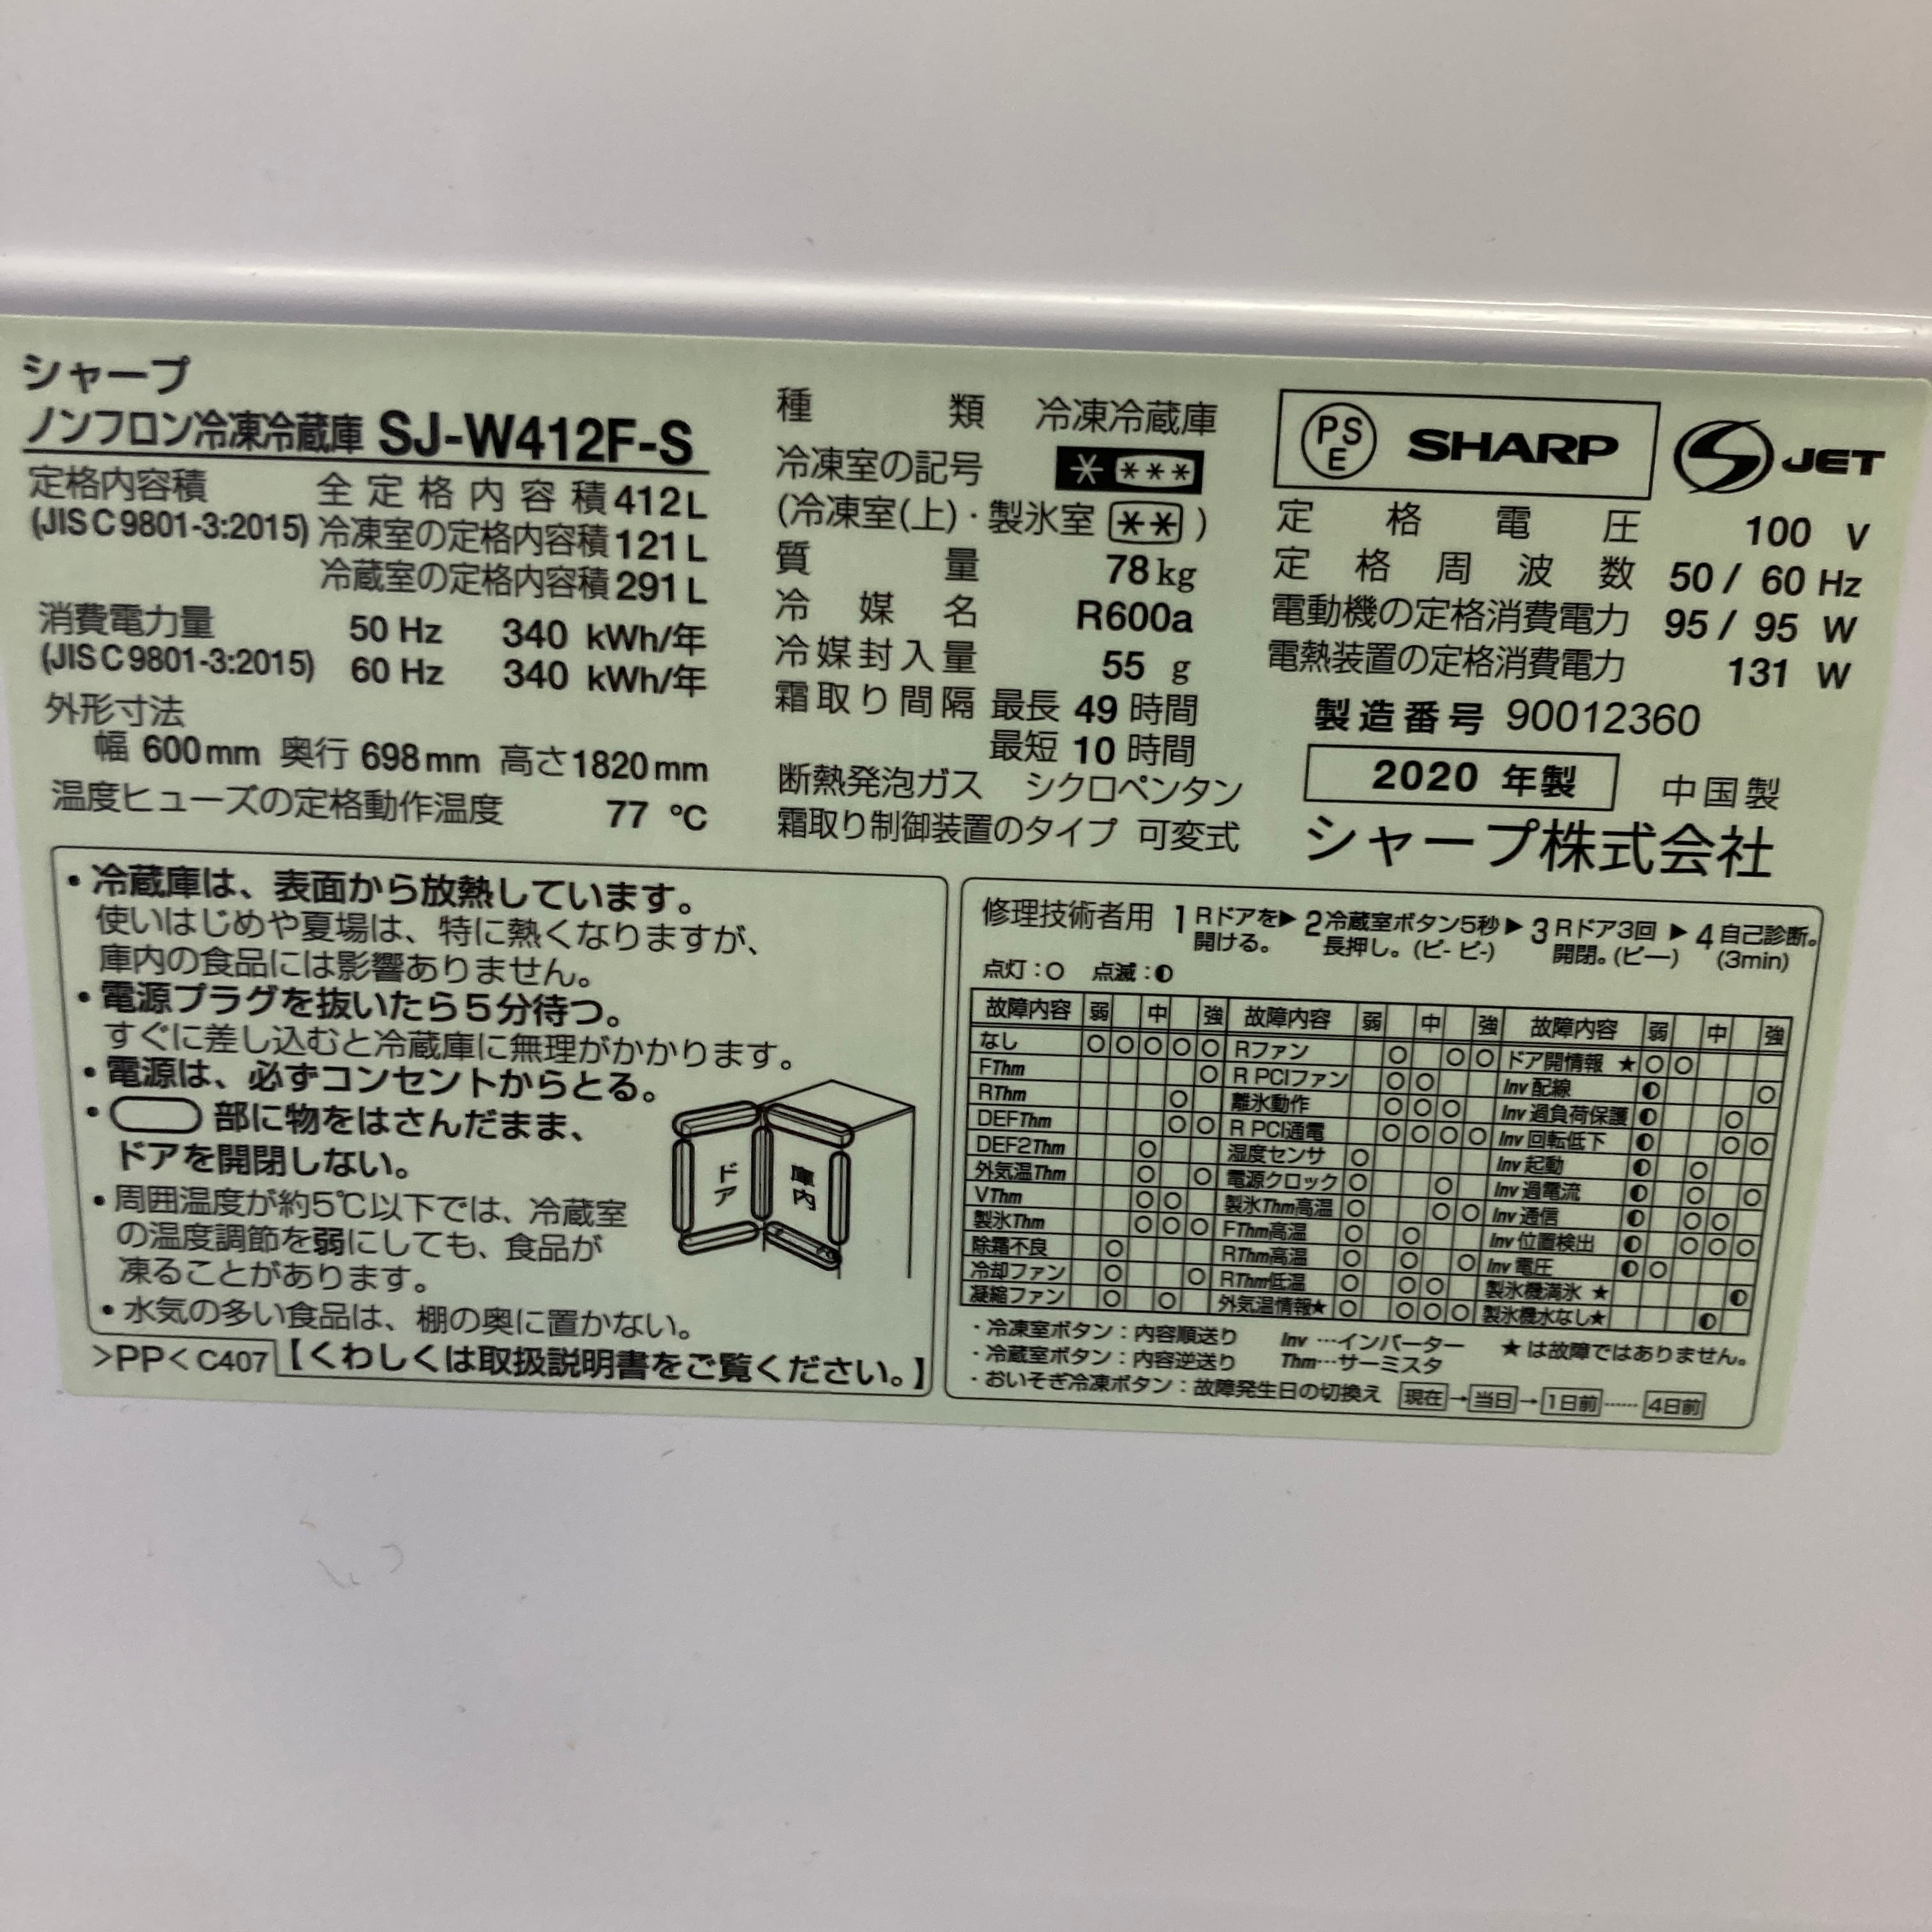 シャープ
ノンフロン冷凍冷蔵庫 SJ-W412F-S
定格内容積 全定格内容積 412L
(JIS C 9801-3:2015) 冷凍室の定格内容積 121L
冷蔵室の定格内容積 291L
消費電力量 50 Hz 340 kWh/年
(JIS C 9801-3:2015) 60 Hz 340 kWh/年
外形寸法
幅 600mm 奥行 698mm 高さ 1820mm
温度ヒューズの定格動作温度 77 ℃
種類 冷凍冷蔵庫
冷凍室の記号 * ***
(冷凍室(上)・製氷室 ** )
質量 78kg
冷媒名 R600a
冷媒封入量 55 g
霜取り間隔 最長 49 時間
最短 10 時間
断熱発泡ガス シクロペンタン
霜取り制御装置のタイプ 可変式
PSE SHARP S JET
定格電圧 100 V
定格周波数 50 / 60 Hz
電動機の定格消費電力 95 / 95 W
電熱装置の定格消費電力 131 W
製造番号 90012360
2020 年製 中国製
シャープ株式会社
・冷蔵庫は、表面から放熱しています。
使いはじめや夏場は、特に熱くなりますが、
庫内の食品には影響ありません。
・電源プラグを抜いたら5分待つ。
すぐに差し込むと冷蔵庫に無理がかかります。
・電源は、必ずコンセントからとる。
・ 部に物をはさんだまま、
ドアを開閉しない。
・周囲温度が約5℃以下では、冷蔵室
の温度調節を弱にしても、食品が
凍ることがあります。
・水気の多い食品は、棚の奥に置かない。
ドア 庫内
>PP< C407 【くわしくは取扱説明書をご覧ください。】
修理技術者用 1 Rドアを開ける。 ▶ 2 冷蔵室ボタン5秒長押し。(ピ- ピ-) ▶ 3 Rドア3回開閉。(ピー) ▶ 4 自己診断。(3min)
点灯:○ 点滅:◐
故障内容 弱 中 強 故障内容 弱 中 強 故障内容 弱 中 強
なし ○ ○ ○ ○ ○ Rファン ○ ○ ○ ドア開情報 ★ ○ ○
FThm ○ R PCIファン ○ ○ Inv 配線 ◐ ○
RThm ○ 離氷動作 ○ ○ ○ Inv 過負荷保護 ◐ ○
DEFThm ○ ○ R PCI通電 ○ ○ ○ ○ Inv 回転低下 ◐ ○ ○
DEF2Thm ○ 湿度センサ ○ Inv 起動 ◐ ○
外気温Thm ○ ○ 電源クロック ○ ○ Inv 過電流 ◐ ○ ○
VThm ○ ○ 製氷Thm高温 ○ ○ ○ Inv 通信 ◐ ○ ○
製氷Thm ○ ○ ○ FThm高温 ○ ○ Inv 位置検出 ◐ ○ ○ ○
除霜不良 ○ RThm高温 ○ ○ ○ Inv 電圧 ◐ ○
冷却ファン ○ ○ RThm低温 ○ ○ ○ 製氷機満氷 ★ ◐
凝縮ファン ○ ○ 外気温情報★ ○ ○ ○ ○ 製氷機水なし★ ◐
・冷凍室ボタン：内容順送り Inv …インバーター ★は故障ではありません。
・冷蔵室ボタン：内容逆送り Thm…サーミスタ
・おいそぎ冷凍ボタン：故障発生日の切換え 現在→当日→1日前……4日前